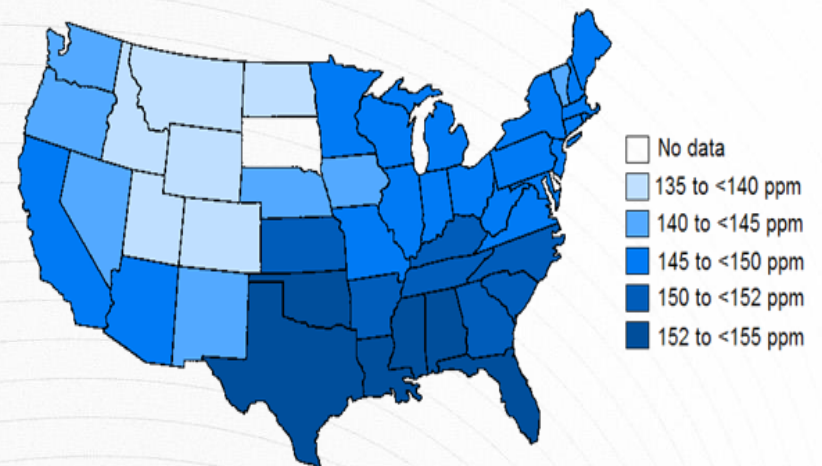 No data
135 to <140 ppm
140 to <145 ppm
145 to <150 ppm
150 to <152 ppm
152 to <155 ppm